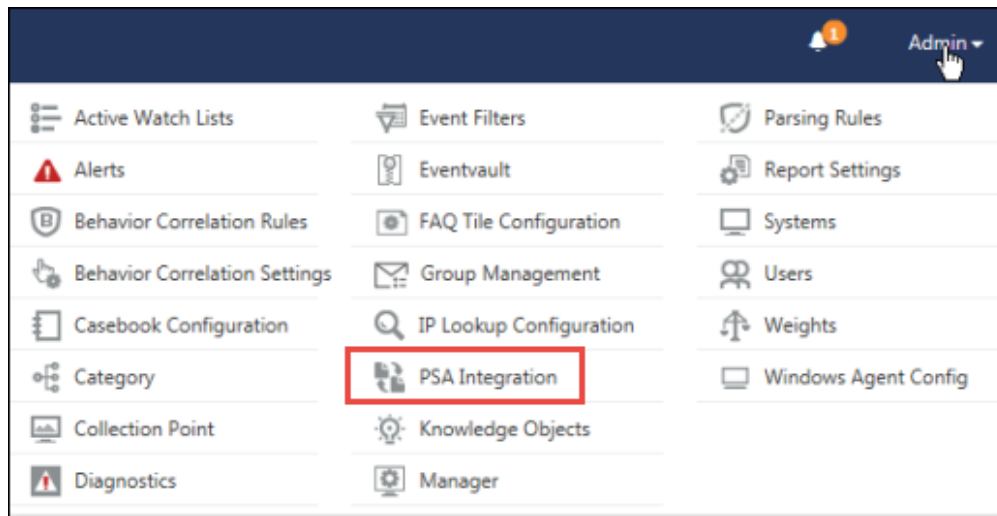 1
Admin
Active Watch Lists
Event Filters
Parsing Rules
Alerts
Eventvault
Report Settings
B
Behavior Correlation Rules
FAQ Tile Configuration
Systems
Behavior Correlation Settings
Group Management
Users
Casebook Configuration
IP Lookup Configuration
Weights
Category
PSA Integration
Windows Agent Config
Collection Point
Knowledge Objects
Diagnostics
Manager